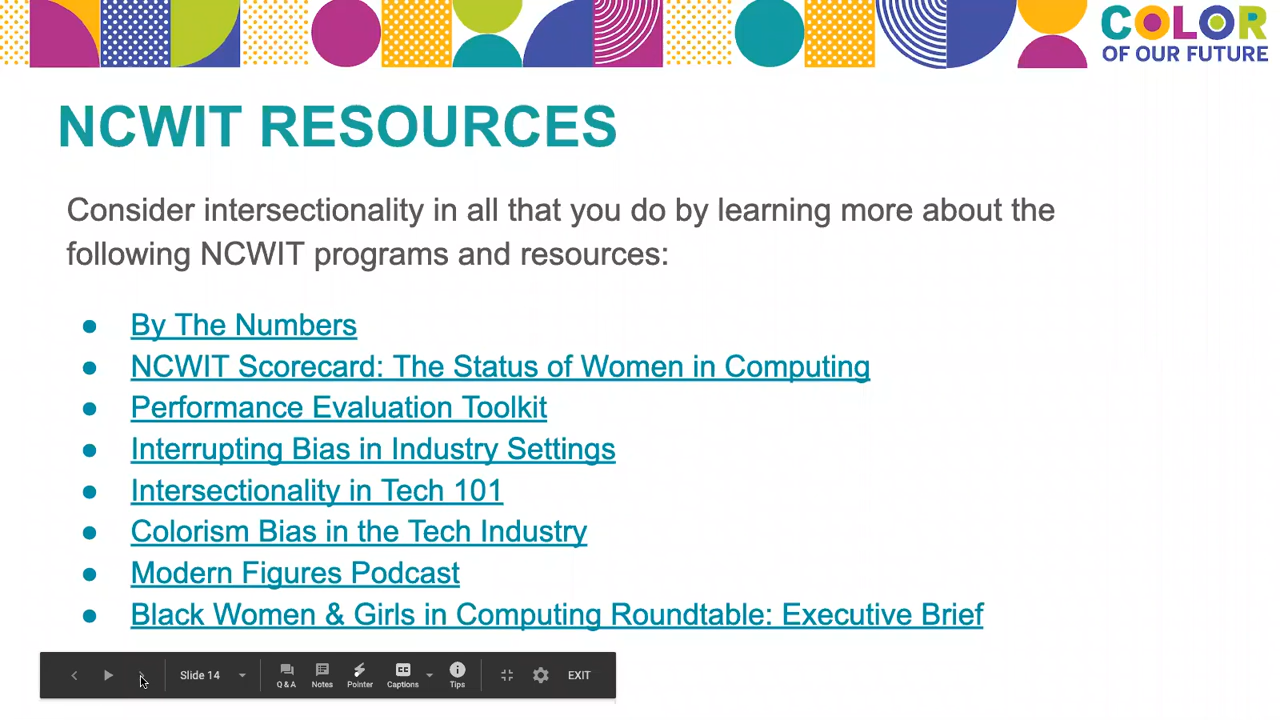 COLOR
OF OUR FUTURE
NCWIT RESOURCES
Consider intersectionality in all that you do by learning more about the
following NCWIT programs and resources:
● By The Numbers
● NCWIT Scorecard: The Status of Women in Computing
● Performance Evaluation Toolkit
● Interrupting Bias in Industry Settings
● Intersectionality in Tech 101
● Colorism Bias in the Tech Industry
● Modern Figures Podcast
● Black Women & Girls in Computing Roundtable: Executive Brief
Slide 14
Q & A
Notes
Pointer
Captions
Tips
EXIT